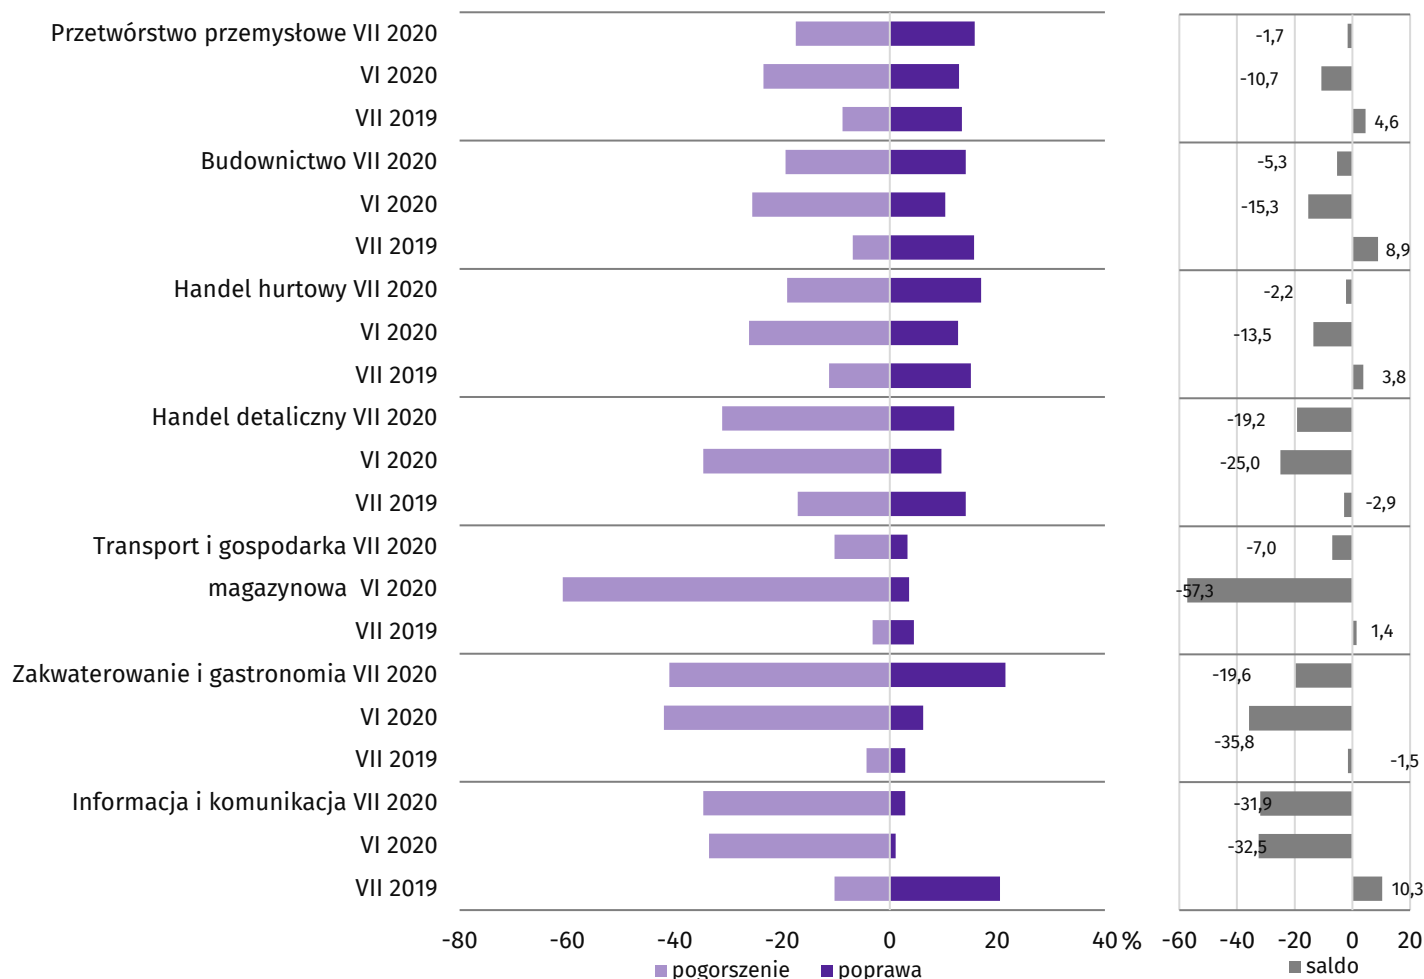 Przetwórstwo przemysłowe VII 2020 -1,7
VI 2020 -10,7
VII 2019 4,6
Budownictwo VII 2020 -5,3
VI 2020 -15,3
VII 2019 8,9
Handel hurtowy VII 2020 -2,2
VI 2020 -13,5
VII 2019 3,8
Handel detaliczny VII 2020 -19,2
VI 2020 -25,0
VII 2019 -2,9
Transport i gospodarka VII 2020 -7,0
magazynowa VI 2020 -57,3
VII 2019 1,4
Zakwaterowanie i gastronomia VII 2020 -19,6
VI 2020 -35,8
VII 2019 -1,5
Informacja i komunikacja VII 2020 -31,9
VI 2020 -32,5
VII 2019 10,3
-80 -60 -40 -20 0 20 40 % -60 -40 -20 0 20
pogorszenie poprawa saldo